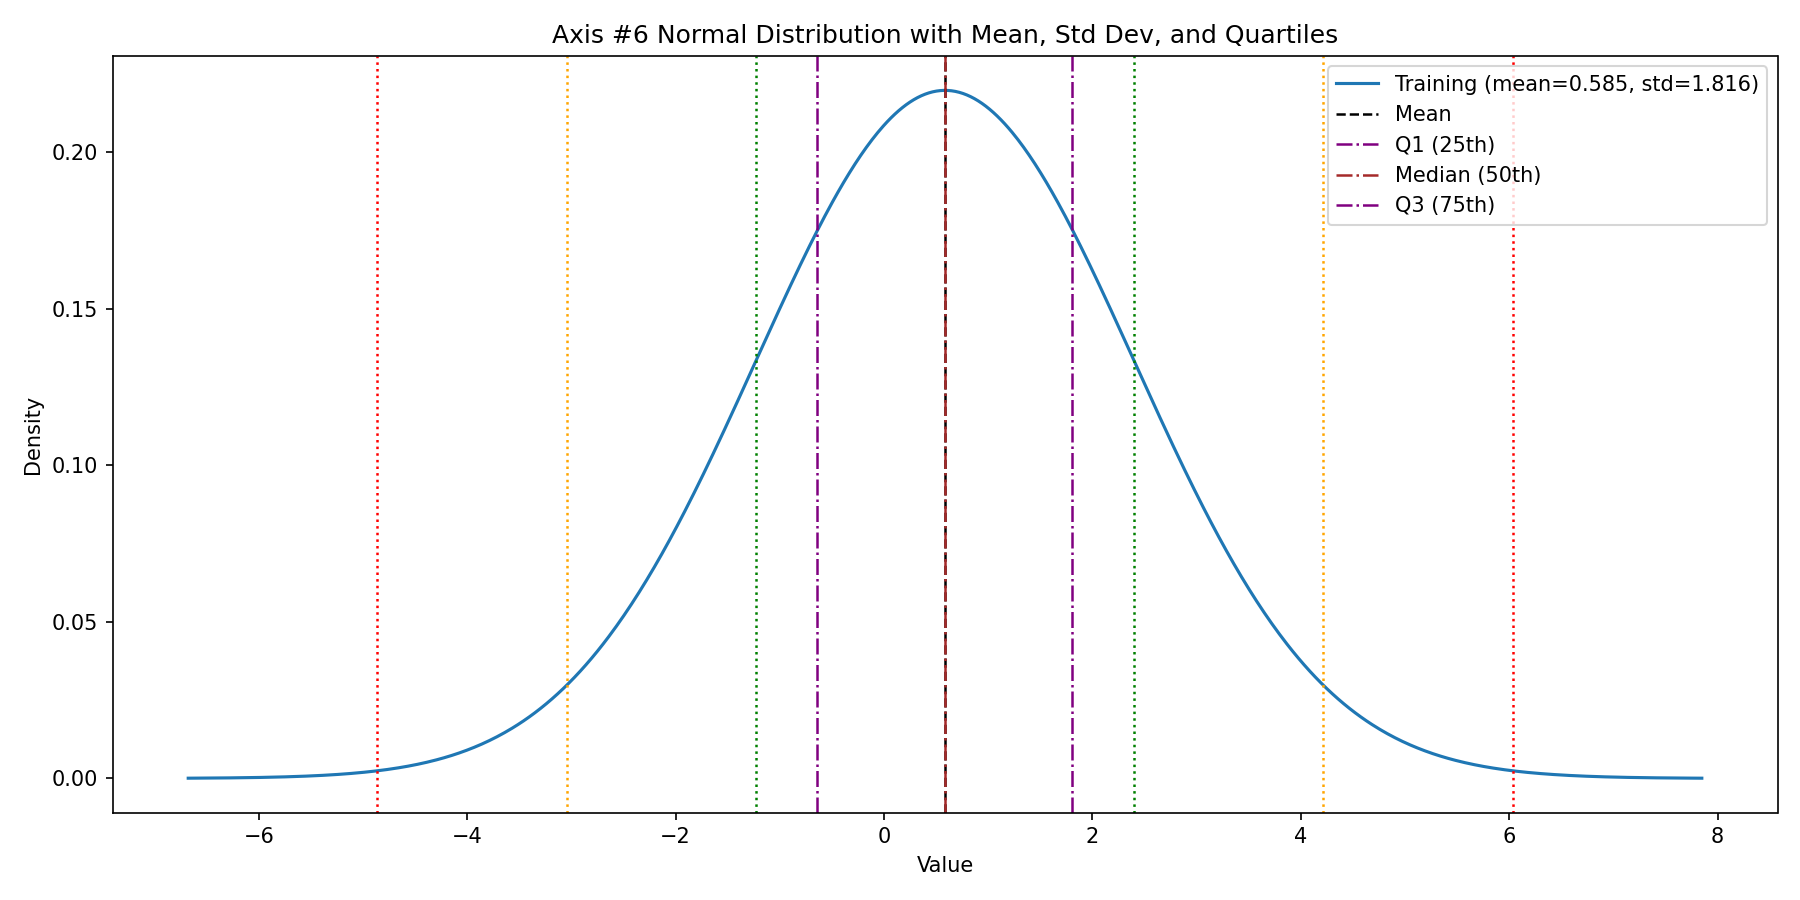 Axis #6 Normal Distribution with Mean, Std Dev, and Quartiles
Training (mean=0.585, std=1.816)
Mean
Q1 (25th)
Median (50th)
Q3 (75th)
Density
0.20
0.15
0.10
0.05
0.00
−6 −4 −2 0 2 4 6 8
Value